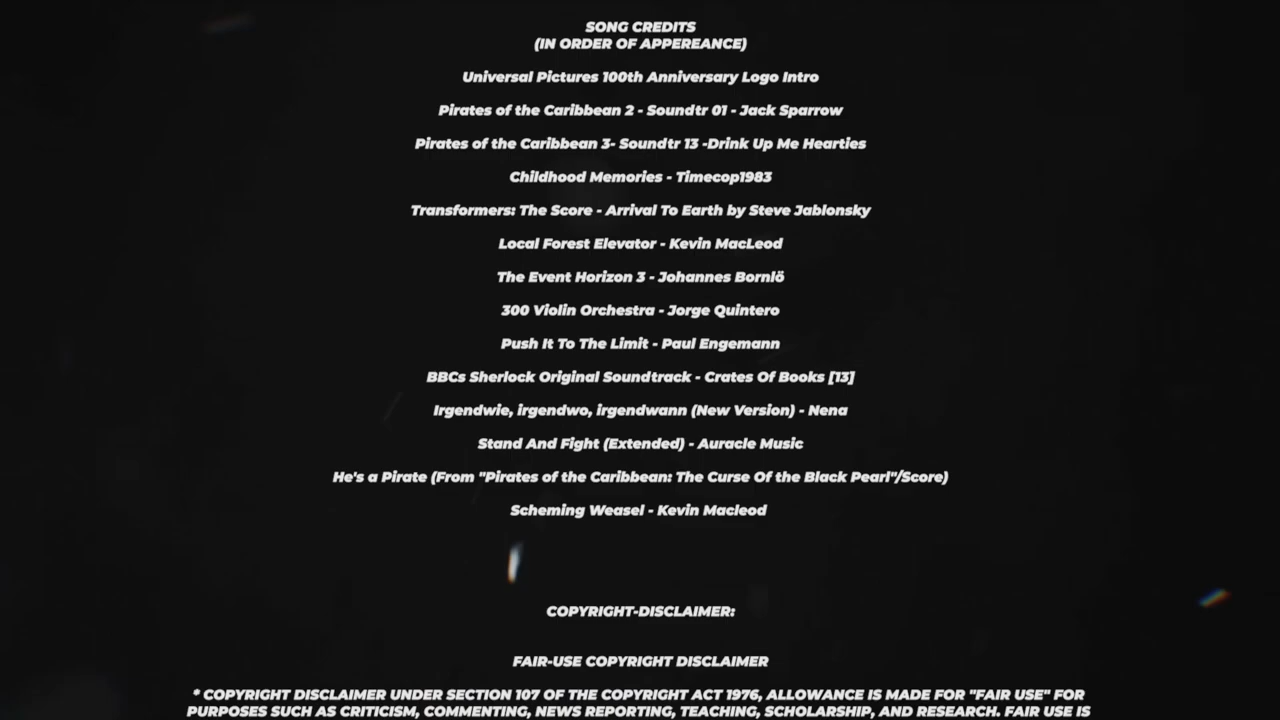 SONG CREDITS
(IN ORDER OF APPEREANCE)
Universal Pictures 100th Anniversary Logo Intro
Pirates of the Caribbean 2 - Soundtr 01 - Jack Sparrow
Pirates of the Caribbean 3- Soundtr 13 -Drink Up Me Hearties
Childhood Memories - Timecop1983
Transformers: The Score - Arrival To Earth by Steve Jablonsky
Local Forest Elevator - Kevin MacLeod
The Event Horizon 3 - Johannes Bornlö
300 Violin Orchestra - Jorge Quintero
Push It To The Limit - Paul Engemann
BBCs Sherlock Original Soundtrack - Crates Of Books [13]
Irgendwie, irgendwo, irgendwann (New Version) - Nena
Stand And Fight (Extended) - Auracle Music
He's a Pirate (From "Pirates of the Caribbean: The Curse Of the Black Pearl"/Score)
Scheming Weasel - Kevin Macleod
COPYRIGHT-DISCLAIMER:
FAIR-USE COPYRIGHT DISCLAIMER
* COPYRIGHT DISCLAIMER UNDER SECTION 107 OF THE COPYRIGHT ACT 1976, ALLOWANCE IS MADE FOR "FAIR USE" FOR
PURPOSES SUCH AS CRITICISM, COMMENTING, NEWS REPORTING, TEACHING, SCHOLARSHIP, AND RESEARCH. FAIR USE IS